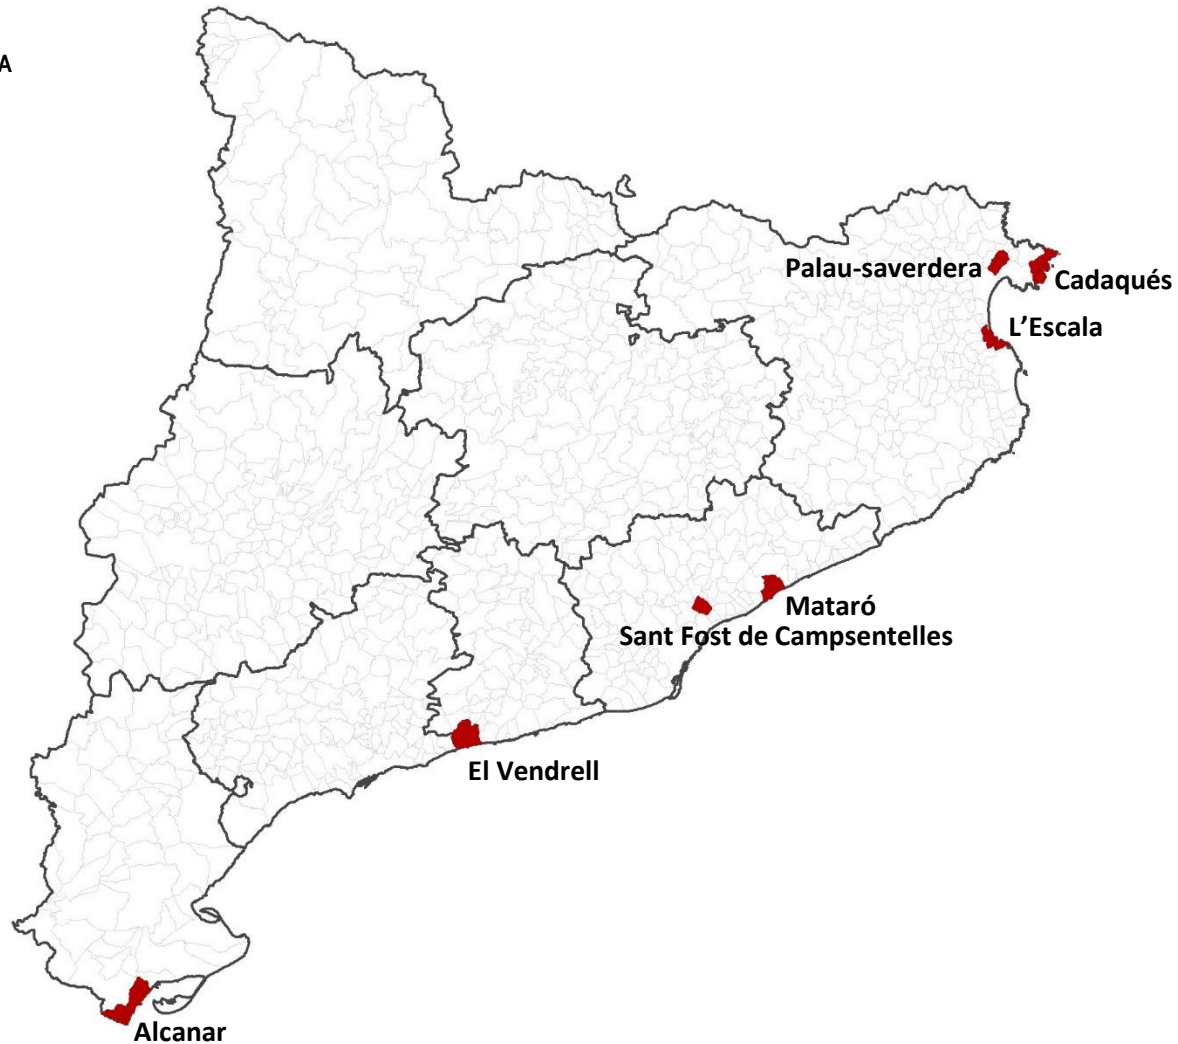 A
Palau-saverdera
Cadaqués
L’Escala
Mataró
Sant Fost de Campsentelles
El Vendrell
Alcanar